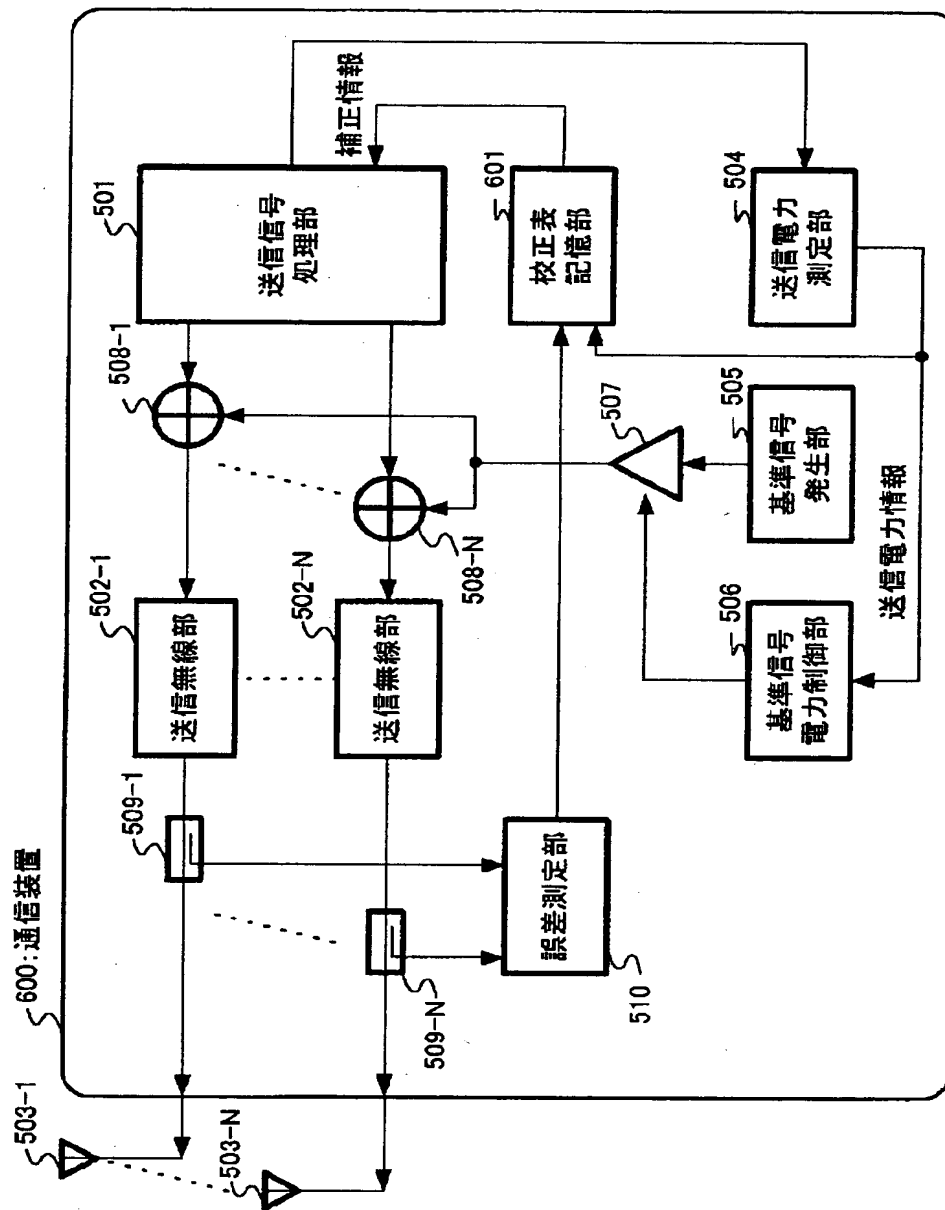 600:通信装置
503-1
503-N
509-1
509-N
502-1
送信無線部
502-N
送信無線部
508-1
508-N
501
送信信号
処理部
補正情報
510
誤差測定部
601
校正表
記憶部
507
506
基準信号
電力制御部
505
基準信号
発生部
504
送信電力
測定部
送信電力情報